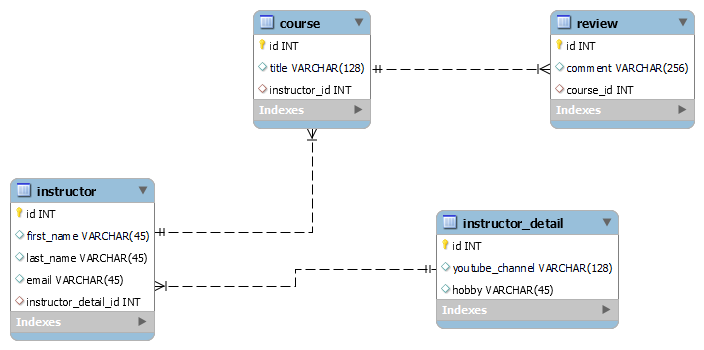 course
id INT
title VARCHAR(128)
instructor_id INT
Indexes
review
id INT
comment VARCHAR(256)
course_id INT
Indexes
instructor
id INT
first_name VARCHAR(45)
last_name VARCHAR(45)
email VARCHAR(45)
instructor_detail_id INT
Indexes
instructor_detail
id INT
youtube_channel VARCHAR(128)
hobby VARCHAR(45)
Indexes